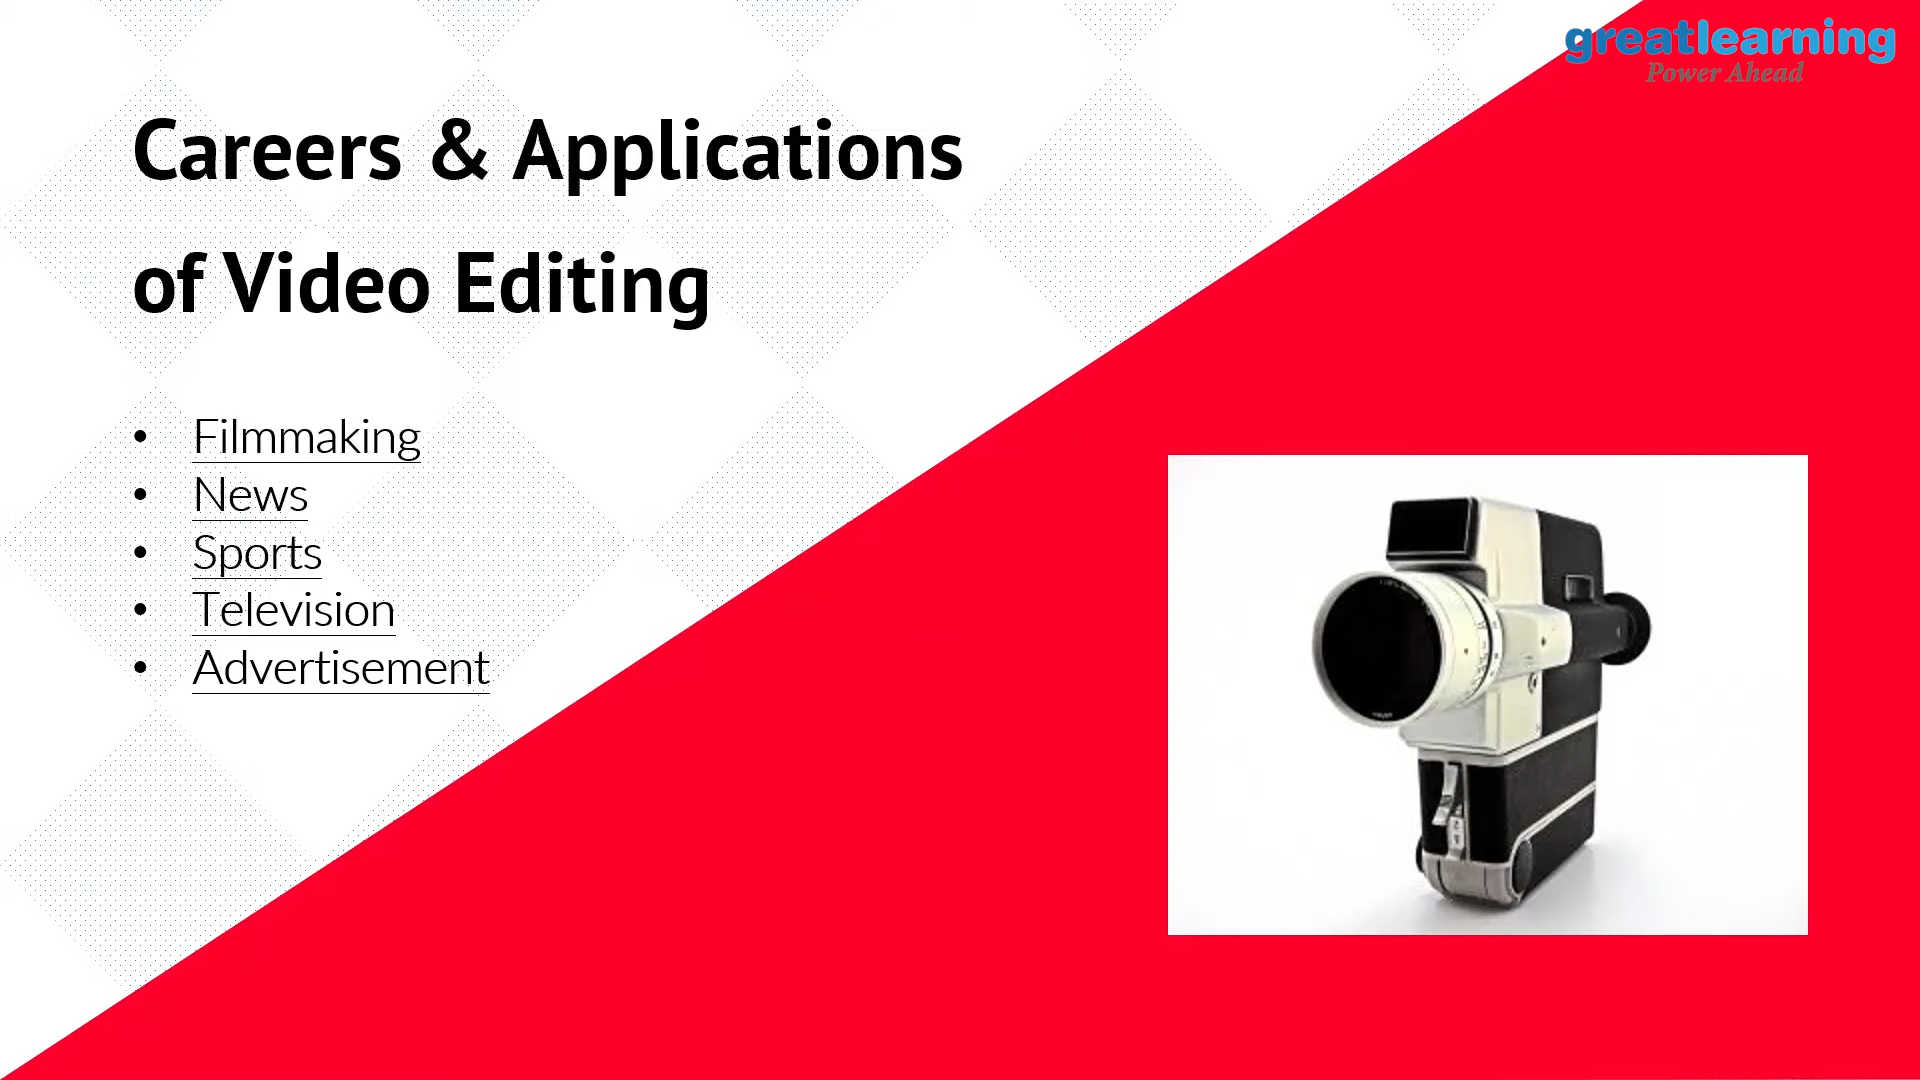 greatlearning
Power Ahead
Careers & Applications
of Video Editing
• Filmmaking
• News
• Sports
• Television
• Advertisement